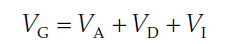 V_G = V_A + V_D + V_I